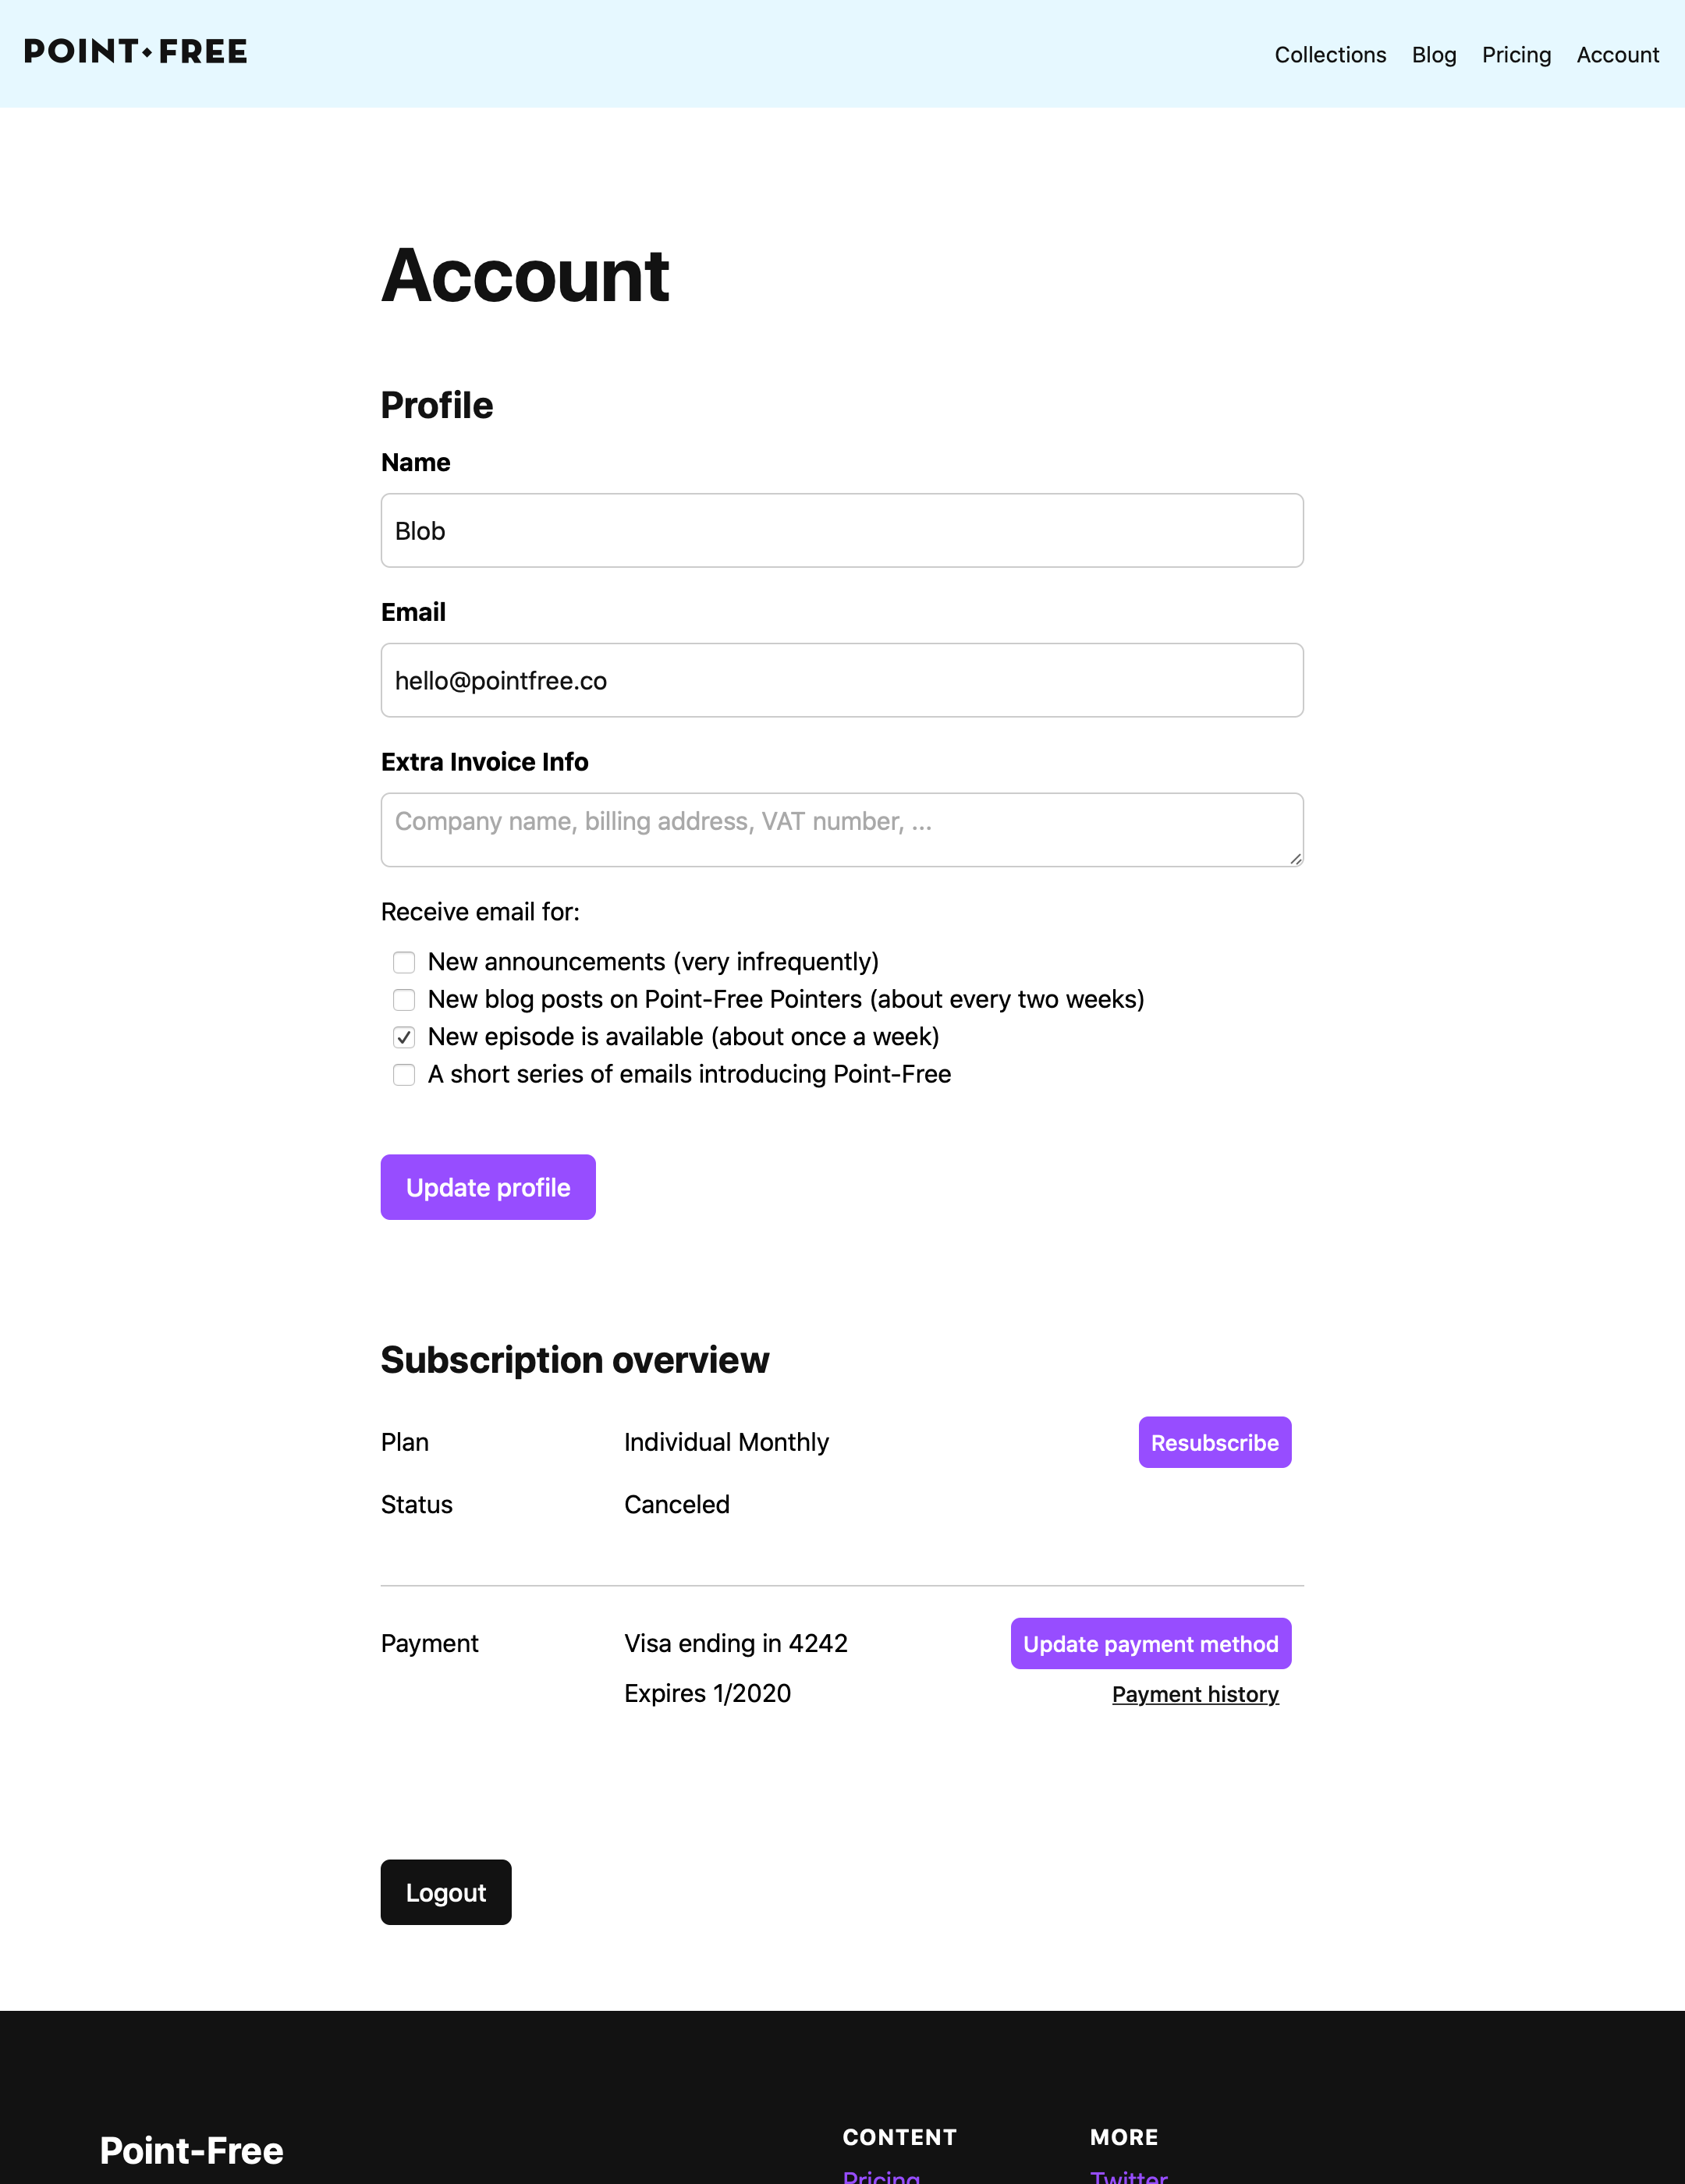 POINT•FREE
Collections Blog Pricing Account
Account
Profile
Name
Blob
Email
hello@pointfree.co
Extra Invoice Info
Company name, billing address, VAT number, ...
Receive email for:
New announcements (very infrequently)
New blog posts on Point-Free Pointers (about every two weeks)
New episode is available (about once a week)
A short series of emails introducing Point-Free
Update profile
Subscription overview
Plan Individual Monthly Resubscribe
Status Canceled
Payment Visa ending in 4242 Update payment method
Expires 1/2020 Payment history
Logout
Point-Free CONTENT MORE
Pricing Twitter